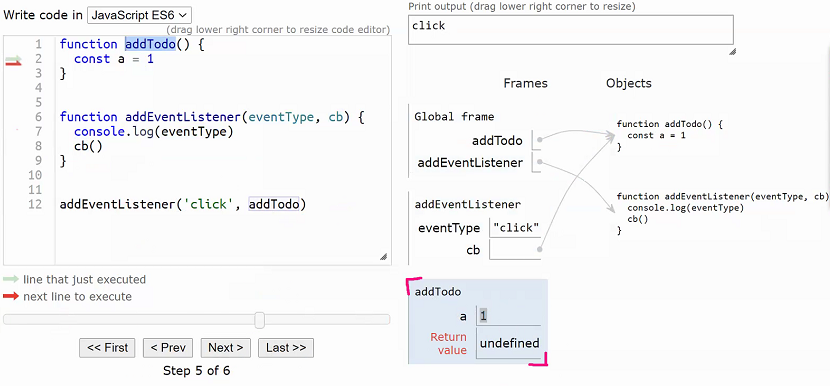 Write code in JavaScript ES6
(drag lower right corner to resize code editor)
1 function addTodo() {
2   const a = 1
3 }
4
5
6 function addEventListener(eventType, cb) {
7   console.log(eventType)
8   cb()
9 }
10
11
12 addEventListener('click', addTodo)
line that just executed
next line to execute
<< First < Prev Next > Last >>
Step 5 of 6
Print output (drag lower right corner to resize)
click
Frames Objects
Global frame
addTodo
addEventListener
function addTodo() {
  const a = 1
}
addEventListener
eventType "click"
cb
function addEventListener(eventType, cb)
  console.log(eventType)
  cb()
}
addTodo
a 1
Return
value undefined